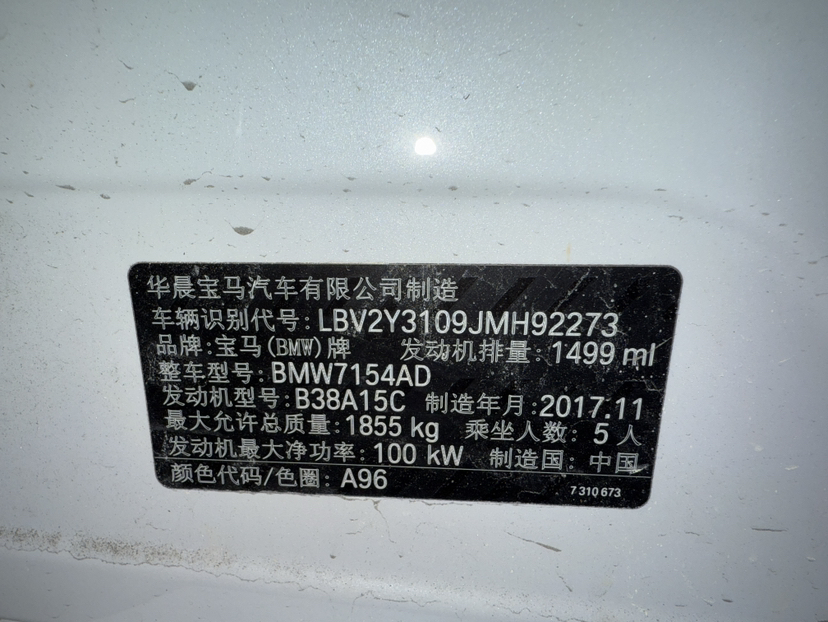 华晨宝马汽车有限公司制造
车辆识别代号: LBV2Y3109JMH92273
品牌: 宝马(BMW)牌 发动机排量: 1499 ml
整车型号: BMW7154AD
发动机型号: B38A15C 制造年月: 2017.11
最大允许总质量: 1855 kg 乘坐人数: 5 人
发动机最大净功率: 100 kW 制造国: 中国
颜色代码/色圈: A96 7 310 673